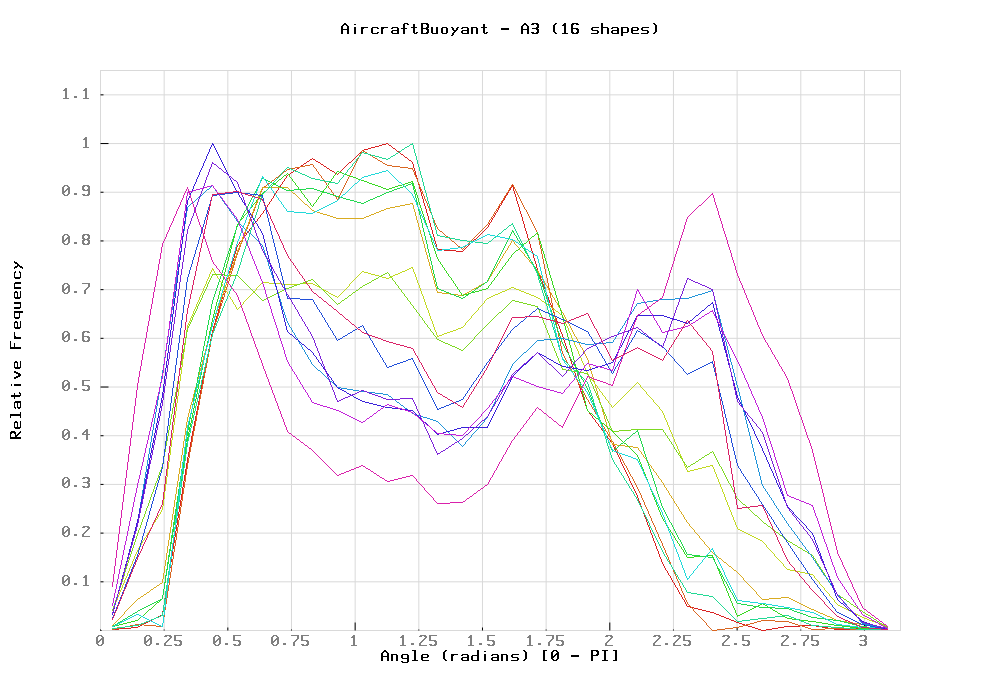 AircraftBuoyant - A3 (16 shapes)
1.1
1
0.9
0.8
0.7
0.6
0.5
0.4
0.3
0.2
0.1
Relative Frequency
0 0.25 0.5 0.75 1 1.25 1.5 1.75 2 2.25 2.5 2.75 3
Angle (radians) [0 - PI]